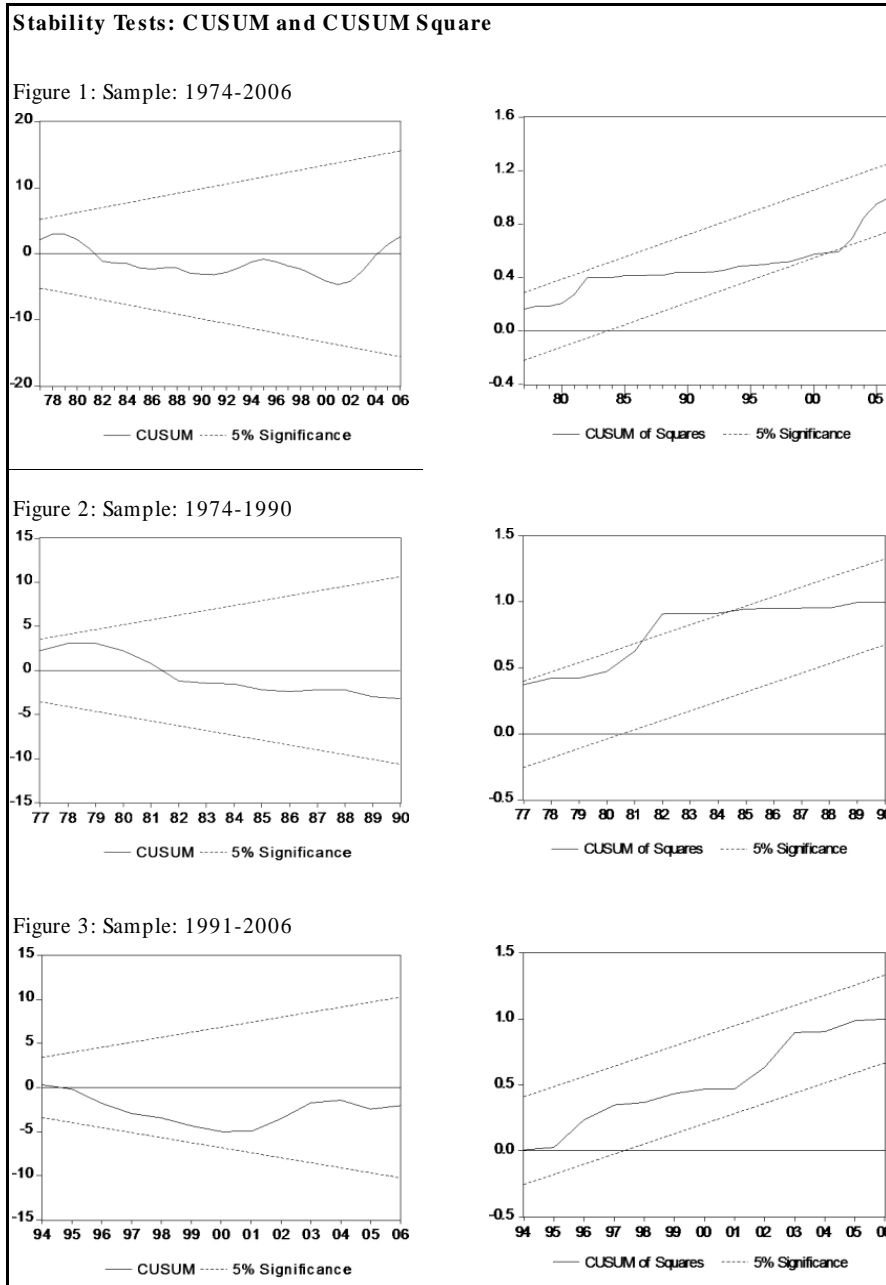 Stability Tests: CUSUM and CUSUM Square
Figure 1: Sample: 1974-2006
20
10
0
-10
-20
78 80 82 84 86 88 90 92 94 96 98 00 02 04 06
CUSUM 5% Significance
1.6
1.2
0.8
0.4
0.0
-0.4
80 85 90 95 00 05
CUSUM of Squares 5% Significance
Figure 2: Sample: 1974-1990
15
10
5
0
-5
-10
-15
77 78 79 80 81 82 83 84 85 86 87 88 89 90
CUSUM 5% Significance
1.5
1.0
0.5
0.0
-0.5
77 78 79 80 81 82 83 84 85 86 87 88 89 90
CUSUM of Squares 5% Significance
Figure 3: Sample: 1991-2006
15
10
5
0
-5
-10
-15
94 95 96 97 98 99 00 01 02 03 04 05 06
CUSUM 5% Significance
1.5
1.0
0.5
0.0
-0.5
94 95 96 97 98 99 00 01 02 03 04 05 06
CUSUM of Squares 5% Significance